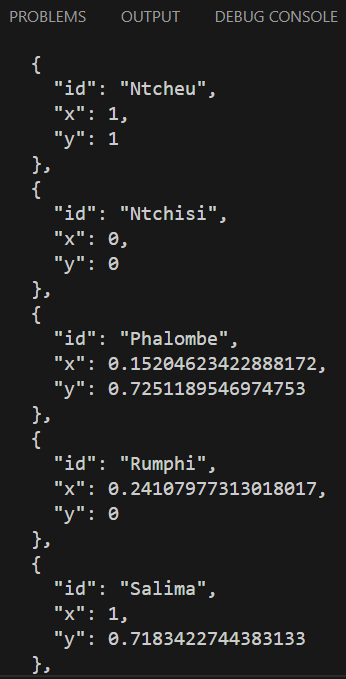 PROBLEMS OUTPUT DEBUG CONSOLE
{
"id": "Ntcheu",
"x": 1,
"y": 1
},
{
"id": "Ntchisi",
"x": 0,
"y": 0
},
{
"id": "Phalombe",
"x": 0.15204623422888172,
"y": 0.7251189546974753
},
{
"id": "Rumphi",
"x": 0.24107977313018017,
"y": 0
},
{
"id": "Salima",
"x": 1,
"y": 0.7183422744383133
},